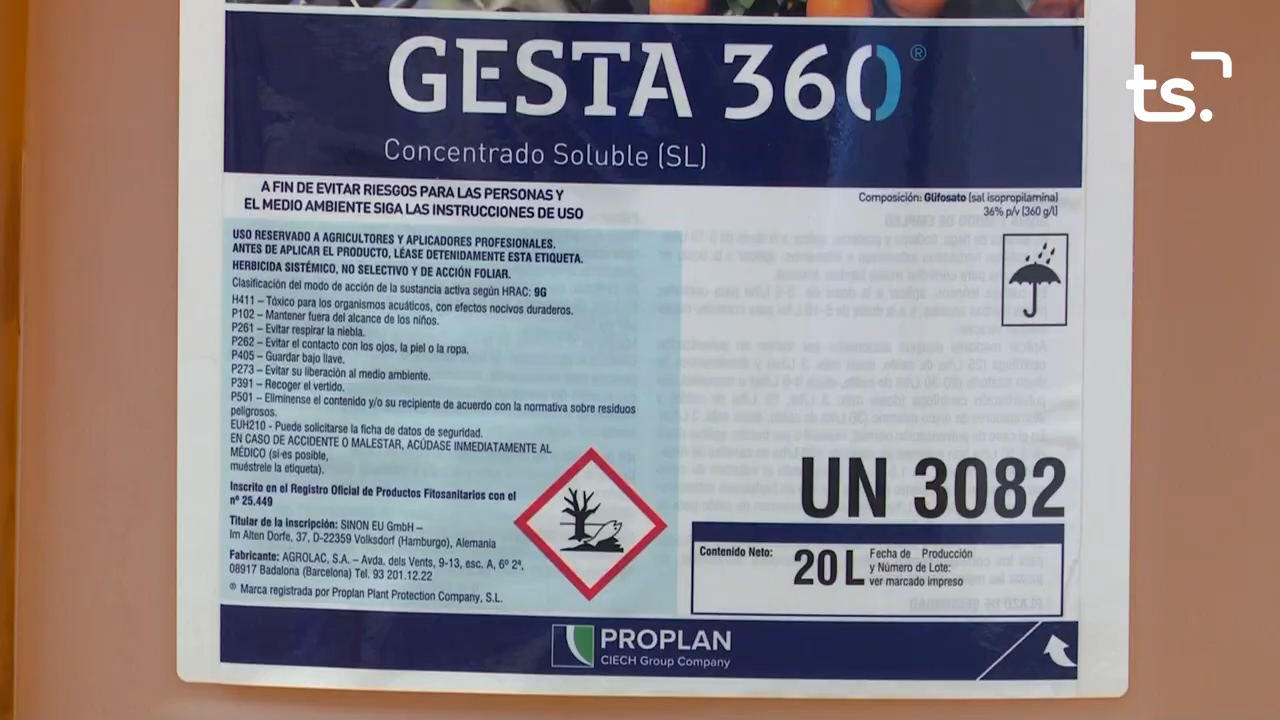 GESTA 360®
ts.
Concentrado Soluble (SL)
A FIN DE EVITAR RIESGOS PARA LAS PERSONAS Y
EL MEDIO AMBIENTE SIGA LAS INSTRUCCIONES DE USO
Composición: Glifosato (sal isopropilamina)
36% p/v (360 g/l)
USO RESERVADO A AGRICULTORES Y APLICADORES PROFESIONALES.
ANTES DE APLICAR EL PRODUCTO, LÉASE DETENIDAMENTE ESTA ETIQUETA.
HERBICIDA SISTÉMICO, NO SELECTIVO Y DE ACCIÓN FOLIAR.
Clasificación del modo de acción de la sustancia activa según HRAC: 9G
H411 – Tóxico para los organismos acuáticos, con efectos nocivos duraderos.
P102 – Mantener fuera del alcance de los niños.
P261 – Evitar respirar la niebla.
P262 – Evitar el contacto con los ojos, la piel o la ropa.
P405 – Guardar bajo llave.
P273 – Evitar su liberación al medio ambiente.
P391 – Recoger el vertido.
P501 – Elimínense el contenido y/o su recipiente de acuerdo con la normativa sobre residuos
peligrosos.
EUH210 - Puede solicitarse la ficha de datos de seguridad.
EN CASO DE ACCIDENTE O MALESTAR, ACÚDASE INMEDIATAMENTE AL
MÉDICO (si es posible,
muéstrele la etiqueta).
Inscrito en el Registro Oficial de Productos Fitosanitarios con el
nº 25.449
Titular de la inscripción: SINON EU GmbH –
Im Alten Dorfe, 37, D-22359 Volksdorf (Hamburgo), Alemania
Fabricante: AGROLAC, S.A. – Avda. dels Vents, 9-13, esc. A, 6º 2ª,
08917 Badalona (Barcelona) Tel. 93 201.12.22
® Marca registrada por Proplan Plant Protection Company, S.L.
UN 3082
Contenido Neto: 20 L
Fecha de Producción
y Número de Lote:
ver marcado impreso
PROPLAN
CIECH Group Company